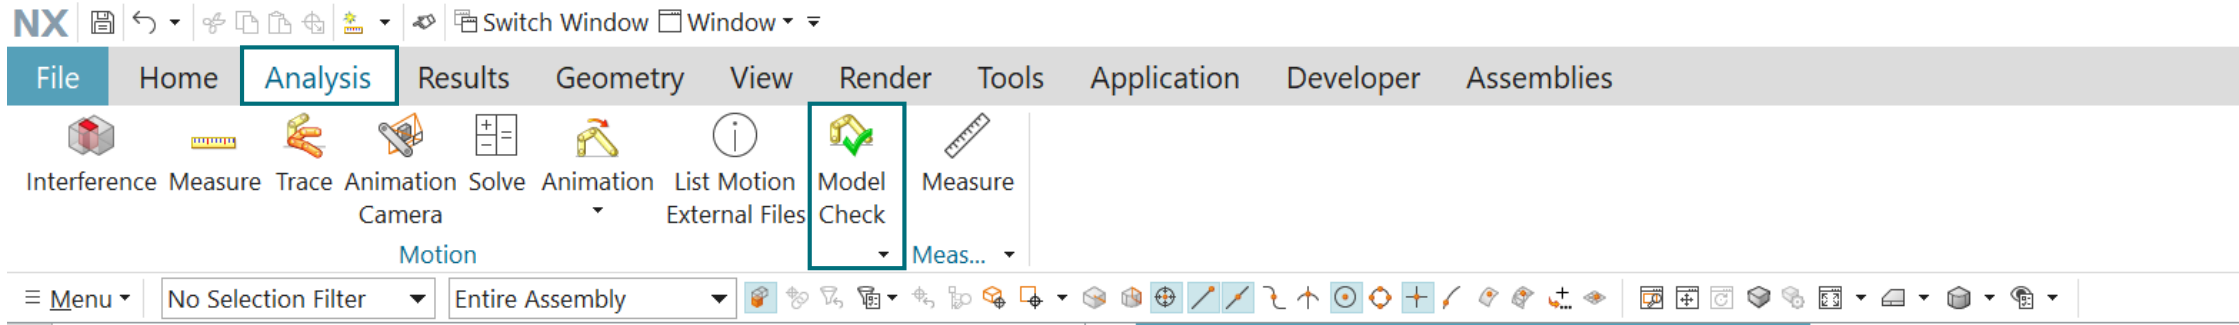 NX Switch Window Window
File Home Analysis Results Geometry View Render Tools Application Developer Assemblies
Interference Measure Trace Animation Solve Animation List Motion Model Measure
Camera External Files Check
Motion Meas...
Menu No Selection Filter Entire Assembly